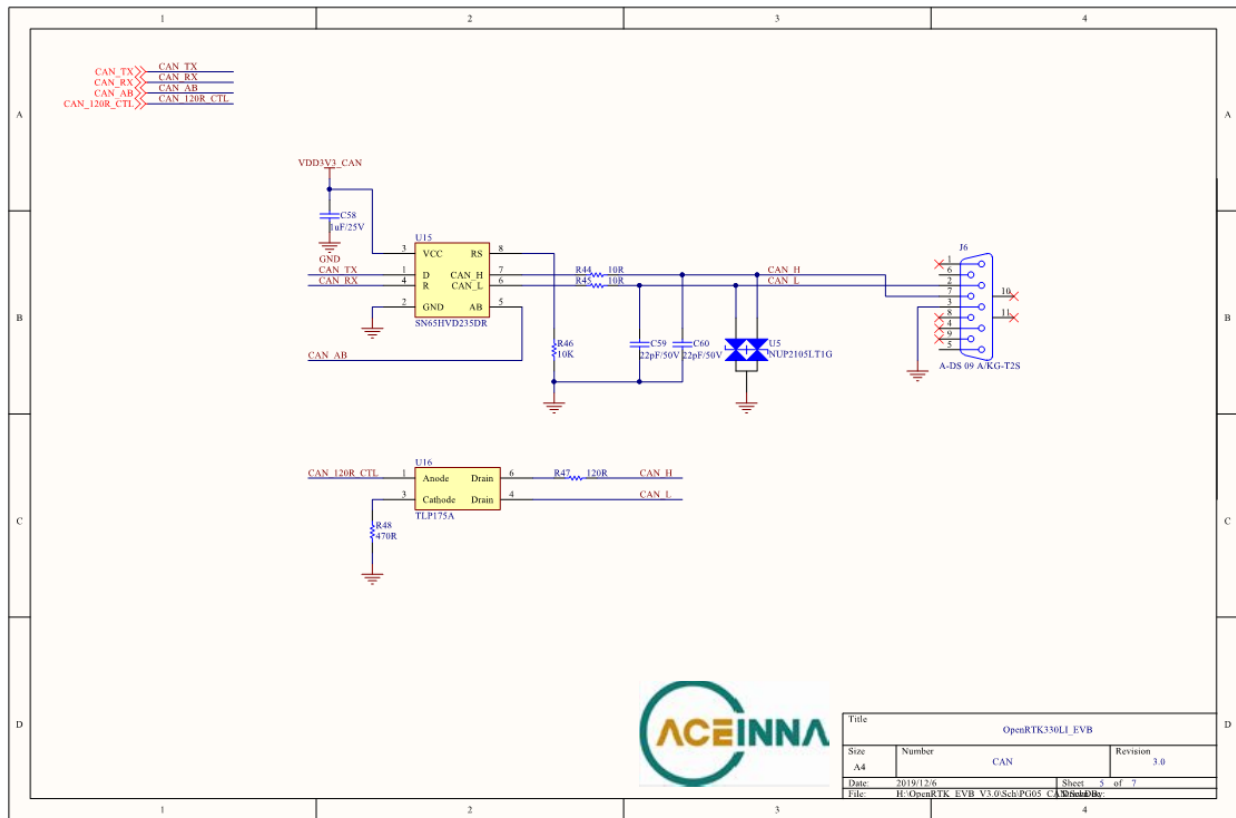 1 2 3 4
A A
B B
C C
D D
CAN_TX CAN_TX
CAN_RX CAN_RX
CAN_AB CAN_AB
CAN_120R_CTL CAN_120R_CTL
VDD3V3_CAN
C58
1uF/25V
GND
U15
3 VCC RS 8
CAN_TX 1 D CAN_H 7 R44 10R CAN_H
CAN_RX 4 R CAN_L 6 R45 10R CAN_L
2 GND AB 5
SN65HVD235DR
CAN_AB
R46
10K
C59
22pF/50V
C60
22pF/50V
U5
NUP2105LT1G
J6
1
6
2
7
3
8
4
9
5
10
11
A-DS 09 A/KG-T2S
U16
CAN_120R_CTL 1 Anode Drain 6 R47 120R CAN_H
3 Cathode Drain 4 CAN_L
TLP175A
R48
470R
ACEINNA
Title
OpenRTK330LI_EVB
Size Number Revision
A4 CAN 3.0
Date: 2019/12/6 Sheet 5 of 7
File: H:\OpenRTK_EVB_V3.0\Sch\PG05_CAN
1 2 3 4